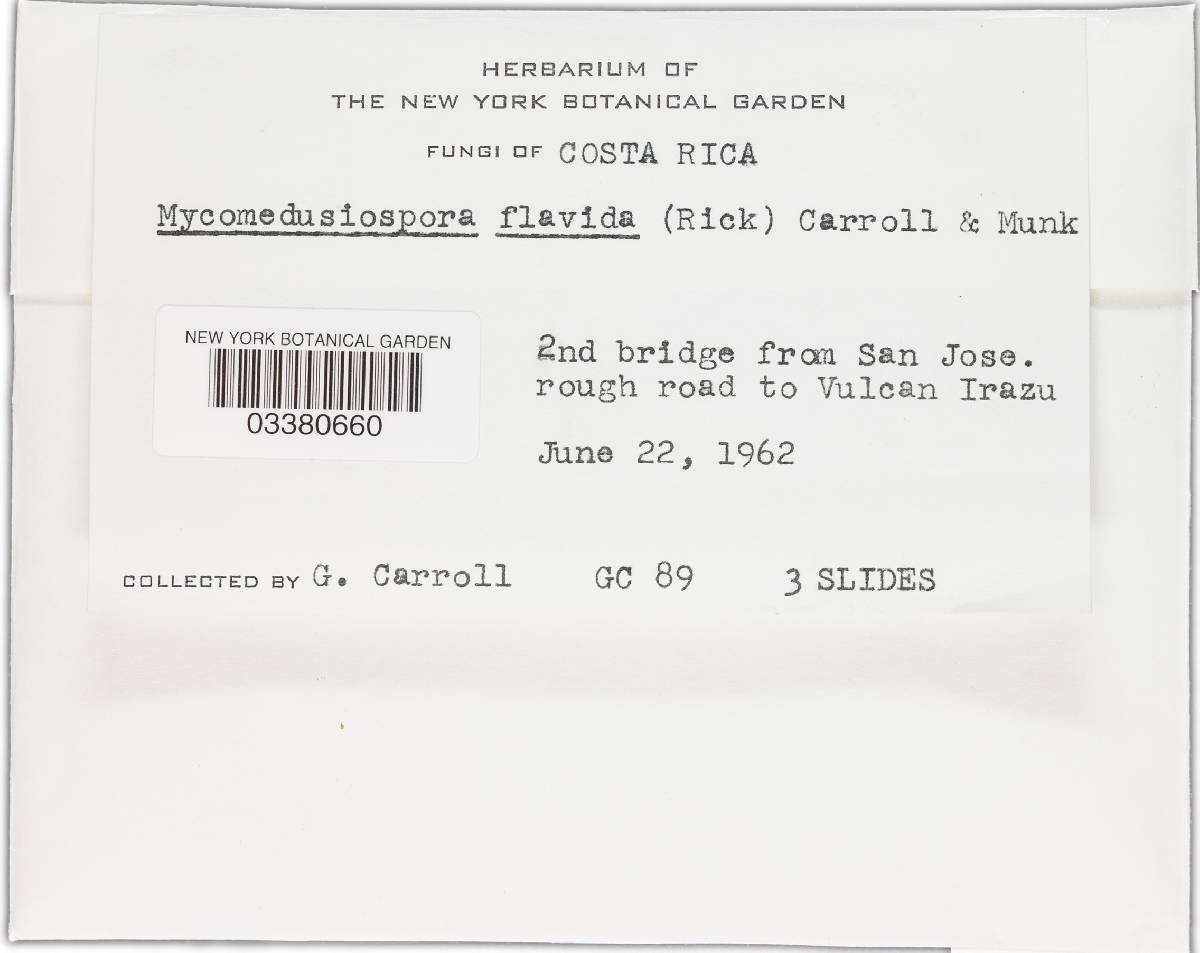 HERBARIUM OF
THE NEW YORK BOTANICAL GARDEN
FUNGI OF COSTA RICA
Mycomedusiospora flavida (Rick) Carroll & Munk
NEW YORK BOTANICAL GARDEN
03380660
2nd bridge from San Jose.
rough road to Vulcan Irazu
June 22, 1962
COLLECTED BY G. Carroll GC 89 3 SLIDES